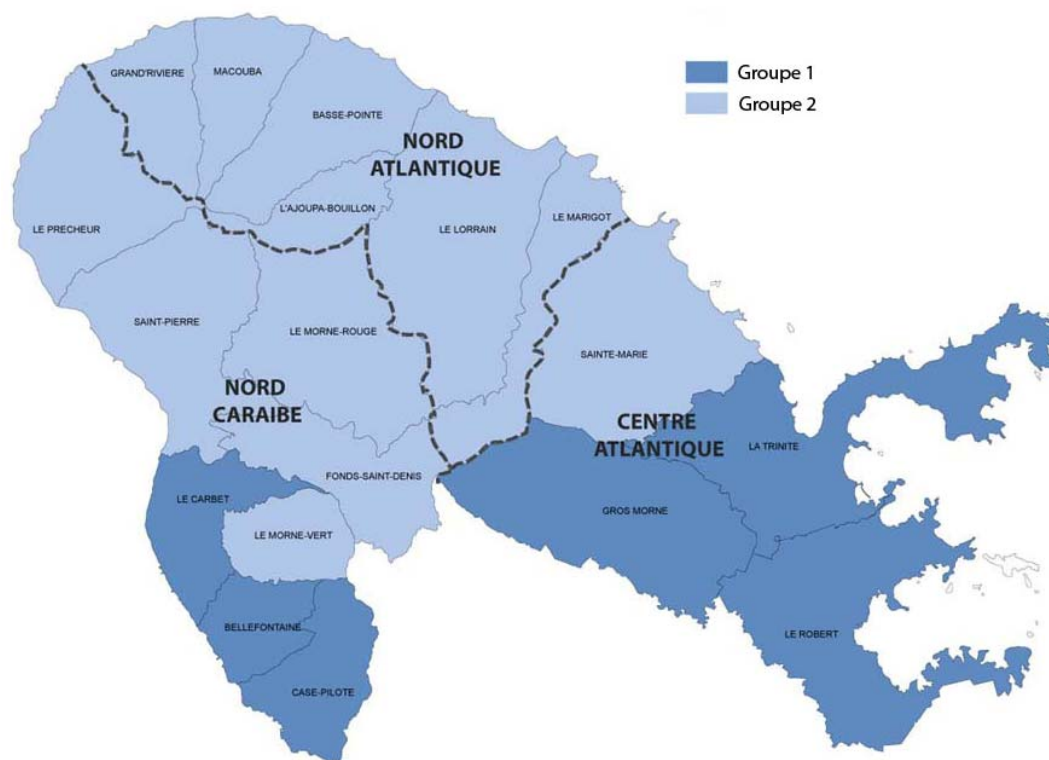 GRAND'RIVIERE
MACOUBA
Groupe 1
Groupe 2
BASSE-POINTE
NORD
ATLANTIQUE
L'AJOUPA-BOUILLON
LE MARIGOT
LE PRECHEUR
LE LORRAIN
SAINT-PIERRE
LE MORNE-ROUGE
SAINTE-MARIE
NORD
CARAIBE
CENTRE
ATLANTIQUE
LA TRINITE
FONDS-SAINT-DENIS
LE CARBET
GROS MORNE
LE MORNE-VERT
BELLEFONTAINE
LE ROBERT
CASE-PILOTE